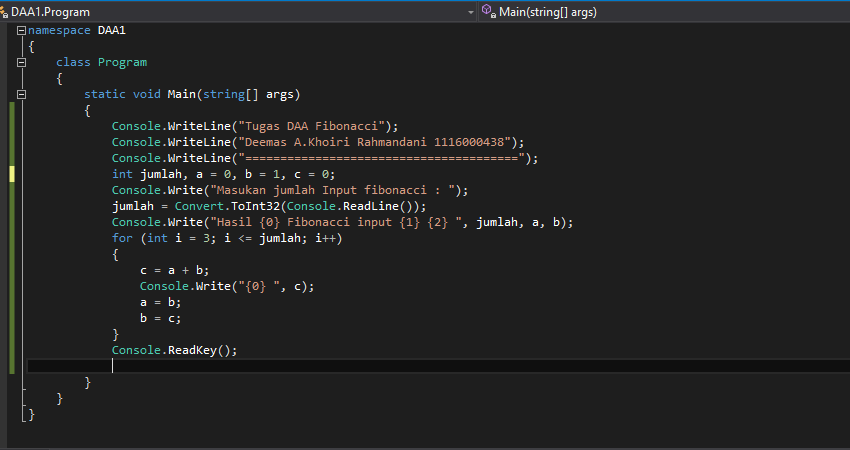 DAA1.Program Main(string[] args)
namespace DAA1
{
    class Program
    {
        static void Main(string[] args)
        {
            Console.WriteLine("Tugas DAA Fibonacci");
            Console.WriteLine("Deemas A.Khoiri Rahmandani 1116000438");
            Console.WriteLine("=======================================");
            int jumlah, a = 0, b = 1, c = 0;
            Console.Write("Masukan jumlah Input fibonacci : ");
            jumlah = Convert.ToInt32(Console.ReadLine());
            Console.Write("Hasil {0} Fibonacci input {1} {2} ", jumlah, a, b);
            for (int i = 3; i <= jumlah; i++)
            {
                c = a + b;
                Console.Write("{0} ", c);
                a = b;
                b = c;
            }
            Console.ReadKey();
        }
    }
}